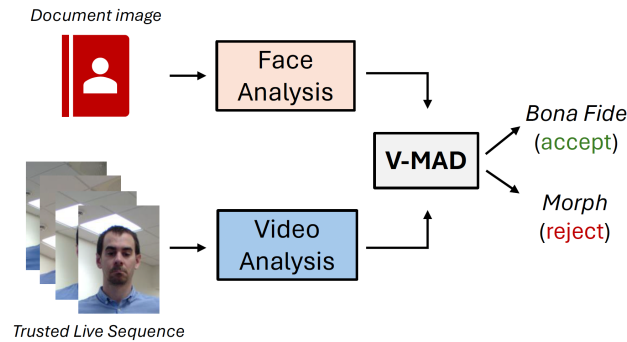 Document image
Face
Analysis
V-MAD
Bona Fide
(accept)
Morph
(reject)
Video
Analysis
Trusted Live Sequence